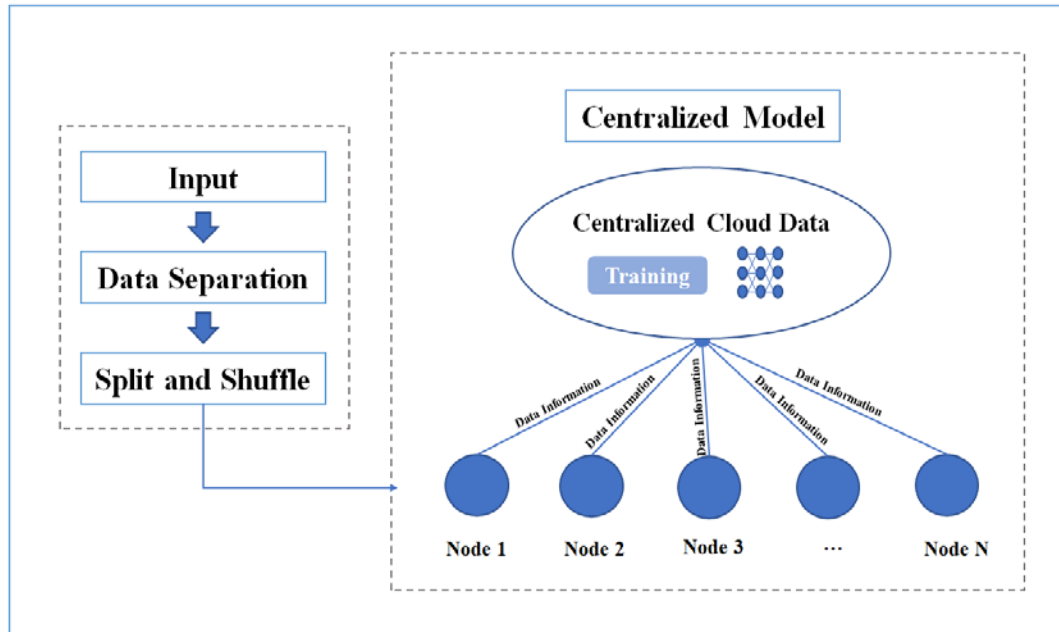 Input
Data Separation
Split and Shuffle
Centralized Model
Centralized Cloud Data
Training
Data Information
Data Information
Data Information
Data Information
Data Information
Node 1
Node 2
Node 3
...
Node N